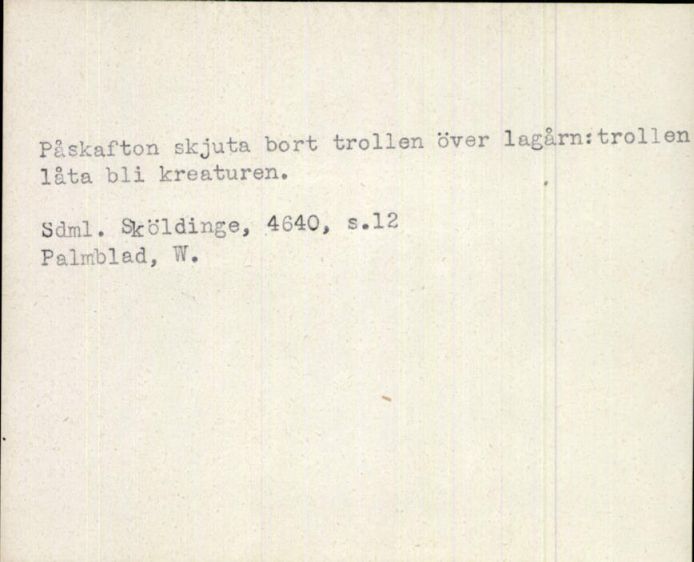 Påskafton skjuta bort trollen över lagårn:trollen
låta bli kreaturen.
Sdml. Sköldinge, 4640, s.12
Palmblad, W.